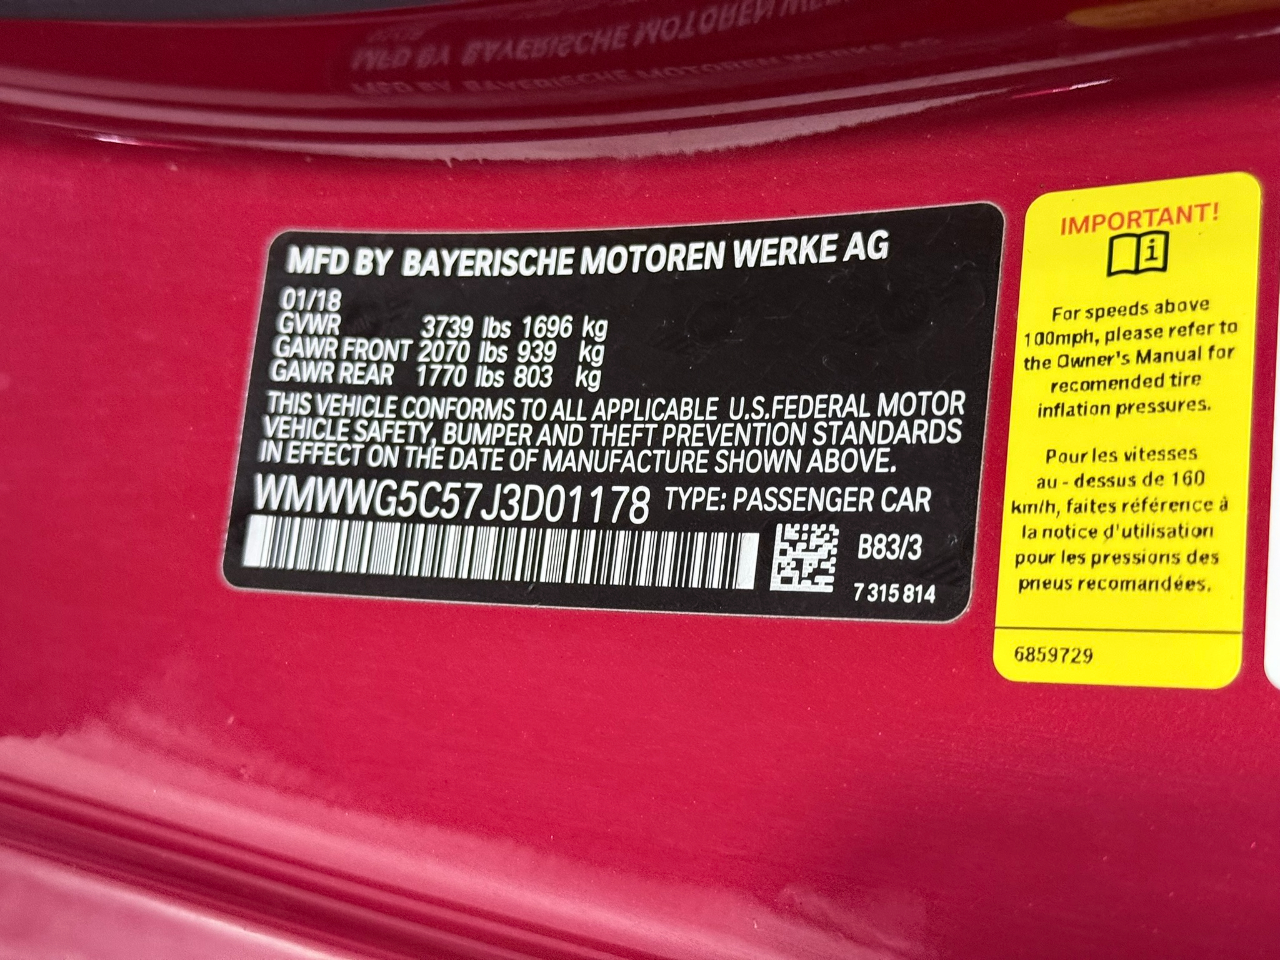 MFD BY BAYERISCHE MOTOREN WERKE AG
01/18
GVWR 3739 lbs 1696 kg
GAWR FRONT 2070 lbs 939 kg
GAWR REAR 1770 lbs 803 kg
THIS VEHICLE CONFORMS TO ALL APPLICABLE U.S.FEDERAL MOTOR
VEHICLE SAFETY, BUMPER AND THEFT PREVENTION STANDARDS
IN EFFECT ON THE DATE OF MANUFACTURE SHOWN ABOVE.
WMWWG5C57J3D01178 TYPE: PASSENGER CAR
B83/3
7 315 814
IMPORTANT!
For speeds above
100mph, please refer to
the Owner's Manual for
recomended tire
inflation pressures.
Pour les vitesses
au - dessus de 160
km/h, faites référence à
la notice d'utilisation
pour les pressions des
pneus recomandées.
6859729